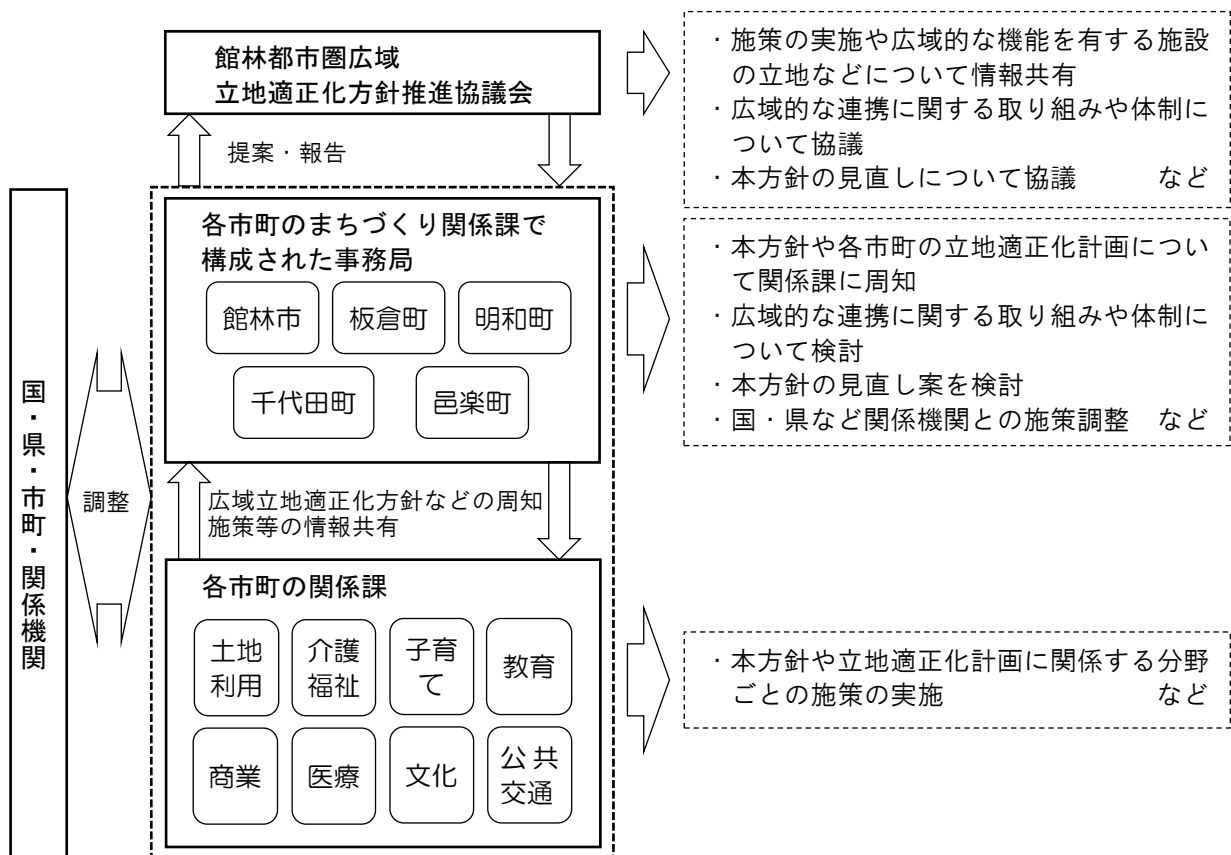 館林都市圏広域
立地適正化方針推進協議会
・施策の実施や広域的な機能を有する施設
の立地などについて情報共有
・広域的な連携に関する取り組みや体制に
ついて協議
・本方針の見直しについて協議　など
提案・報告
各市町のまちづくり関係課で
構成された事務局
館林市
板倉町
明和町
千代田町
邑楽町
・本方針や各市町の立地適正化計画につい
て関係課に周知
・広域的な連携に関する取り組みや体制に
ついて検討
・本方針の見直し案を検討
・国・県など関係機関との施策調整　など
国・県・市町・関係機関
調整
広域立地適正化方針などの周知
施策等の情報共有
各市町の関係課
土地
利用
介護
福祉
子育
て
教育
商業
医療
文化
公共
交通
・本方針や立地適正化計画に関係する分野
ごとの施策の実施　など